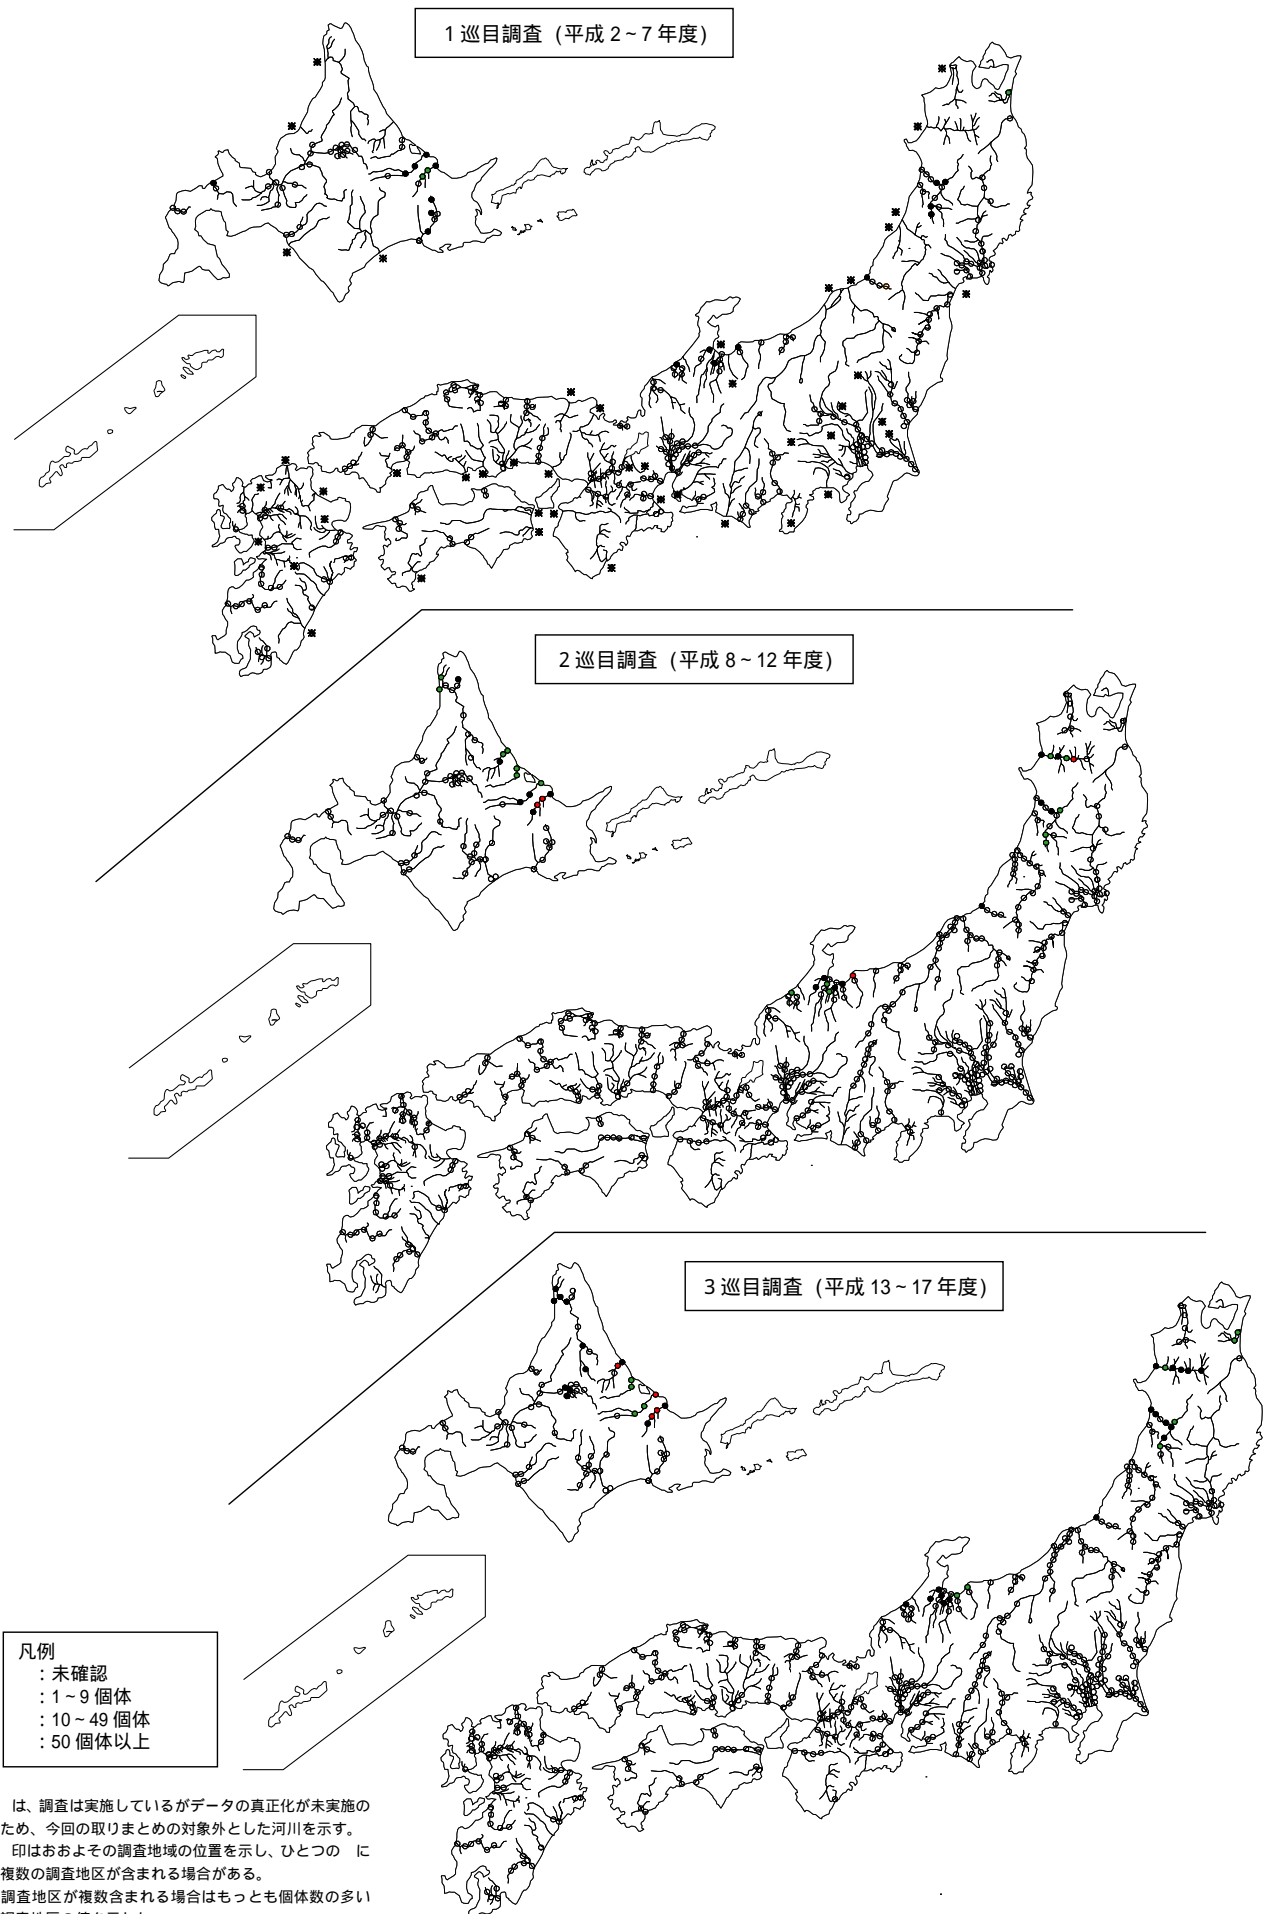 1巡目調査 (平成2~7年度)
2巡目調査 (平成8~12年度)
3巡目調査 (平成13~17年度)
凡例
:未確認
:1~9個体
:10~49個体
:50個体以上
は、調査は実施しているがデータの真正化が未実施の
ため、今回の取りまとめの対象外とした河川を示す。
印はおおよその調査地域の位置を示し、ひとつの に
複数の調査地区が含まれる場合がある。
調査地区が複数含まれる場合はもっとも個体数の多い